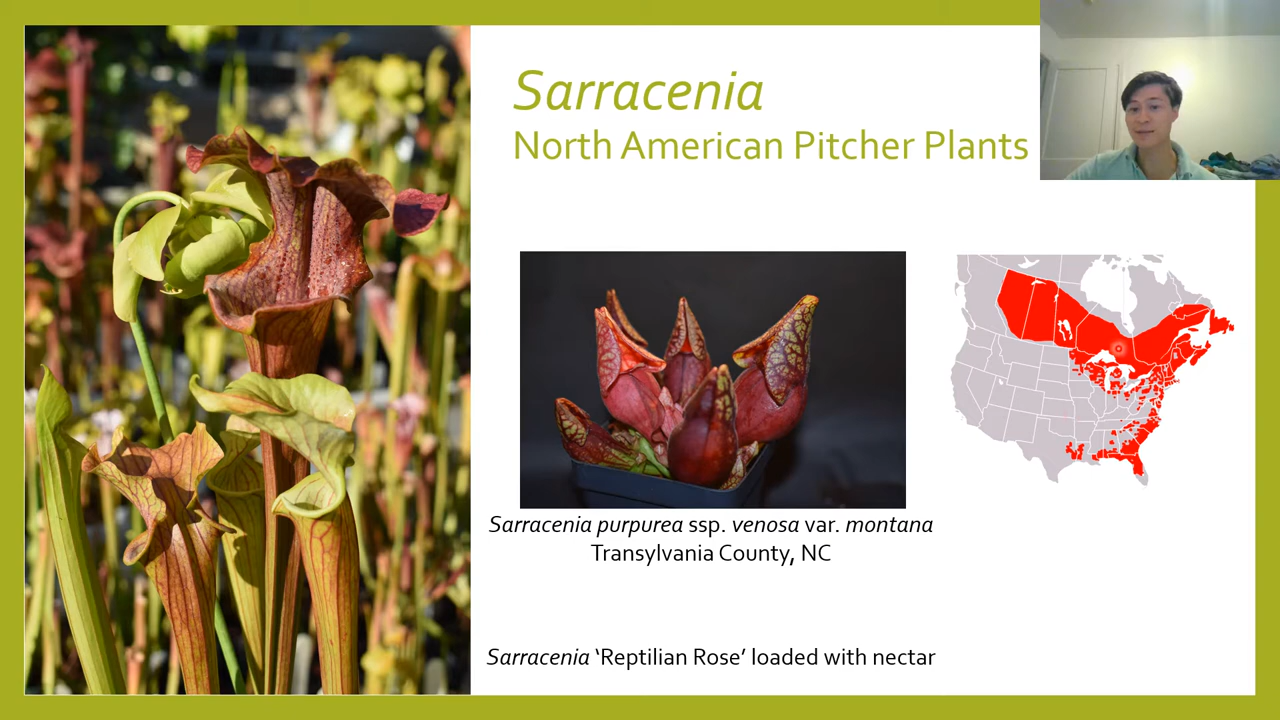 Sarracenia
North American Pitcher Plants
Sarracenia purpurea ssp. venosa var. montana
Transylvania County, NC
Sarracenia ‘Reptilian Rose’ loaded with nectar